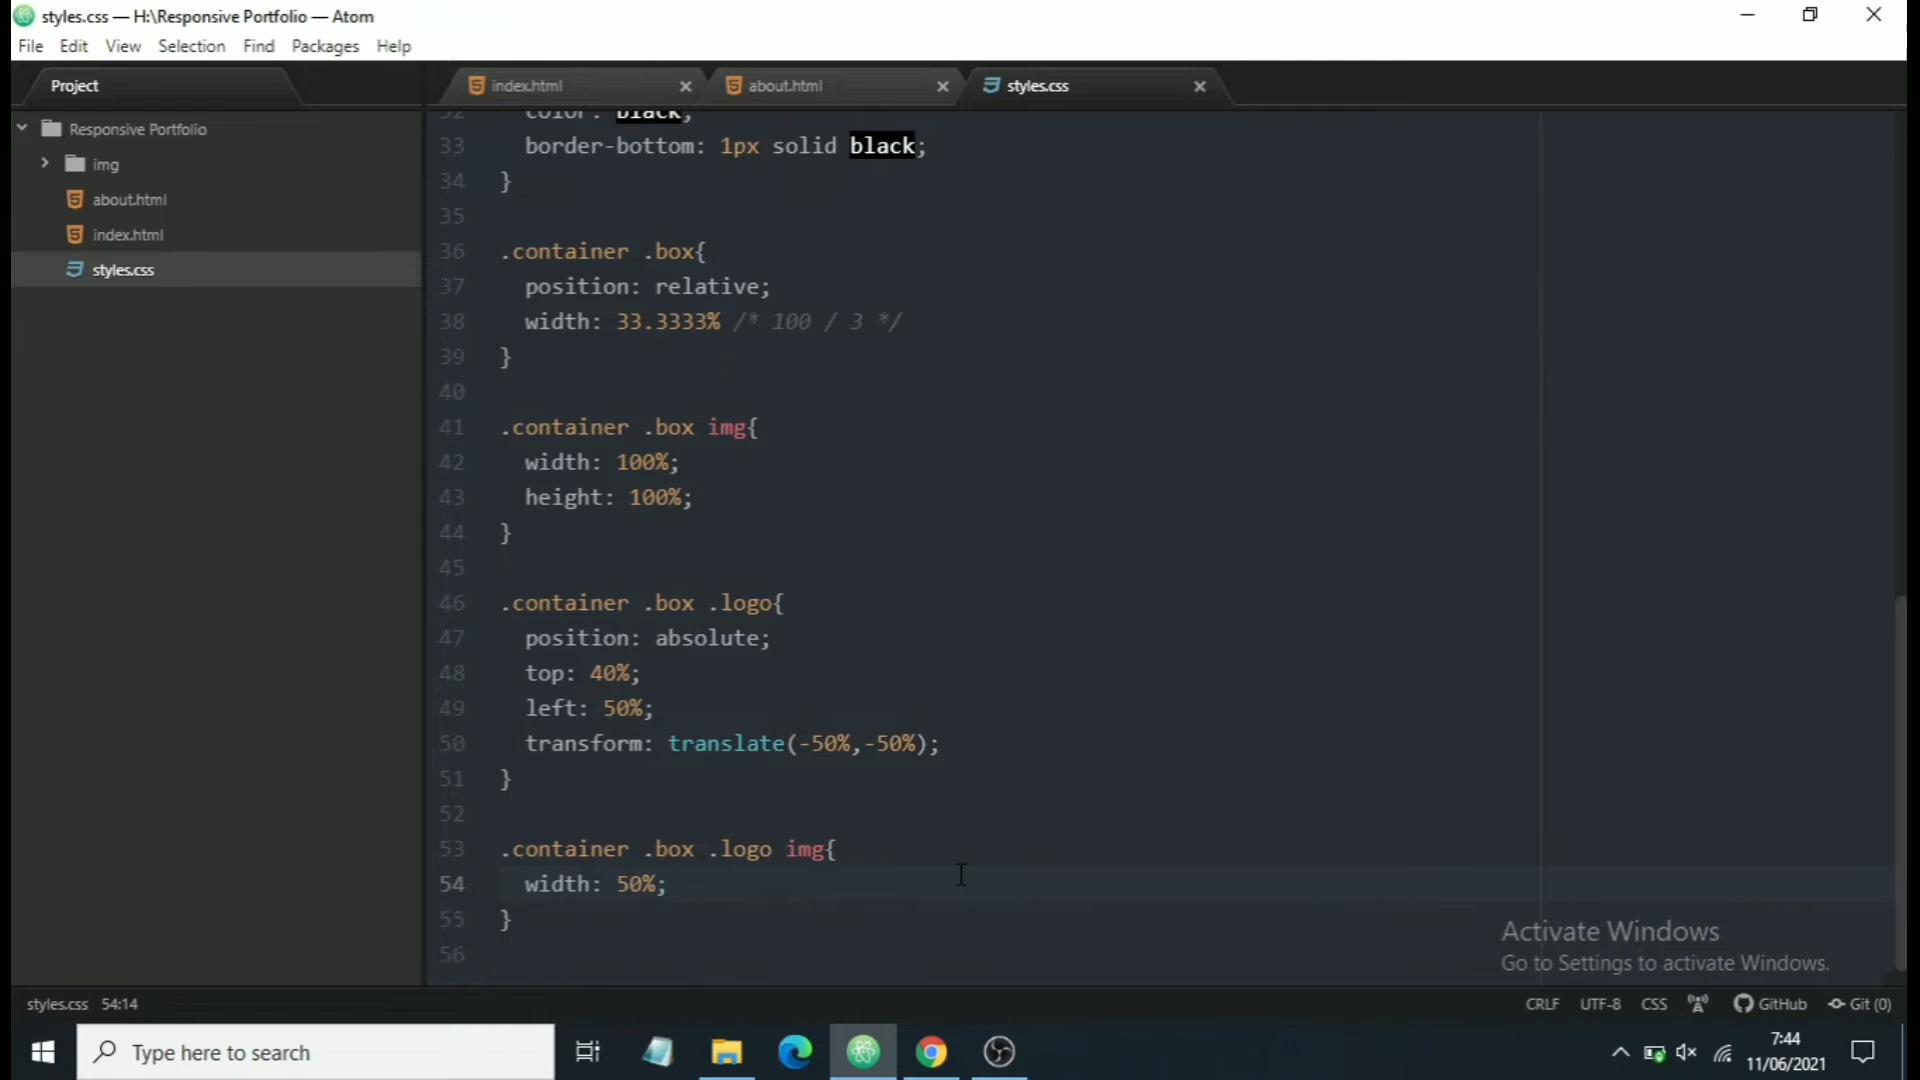 styles.css — H:\Responsive Portfolio — Atom
File Edit View Selection Find Packages Help
Project
index.html
about.html
styles.css
Responsive Portfolio
img
about.html
index.html
styles.css
32 color: black;
33 border-bottom: 1px solid black;
34 }
35
36 .container .box{
37 position: relative;
38 width: 33.3333% /* 100 / 3 */
39 }
40
41 .container .box img{
42 width: 100%;
43 height: 100%;
44 }
45
46 .container .box .logo{
47 position: absolute;
48 top: 40%;
49 left: 50%;
50 transform: translate(-50%,-50%);
51 }
52
53 .container .box .logo img{
54 width: 50%;
55 }
56
Activate Windows
Go to Settings to activate Windows.
styles.css 54:14
CRLF UTF-8 CSS GitHub Git (0)
Type here to search
7:44
11/06/2021